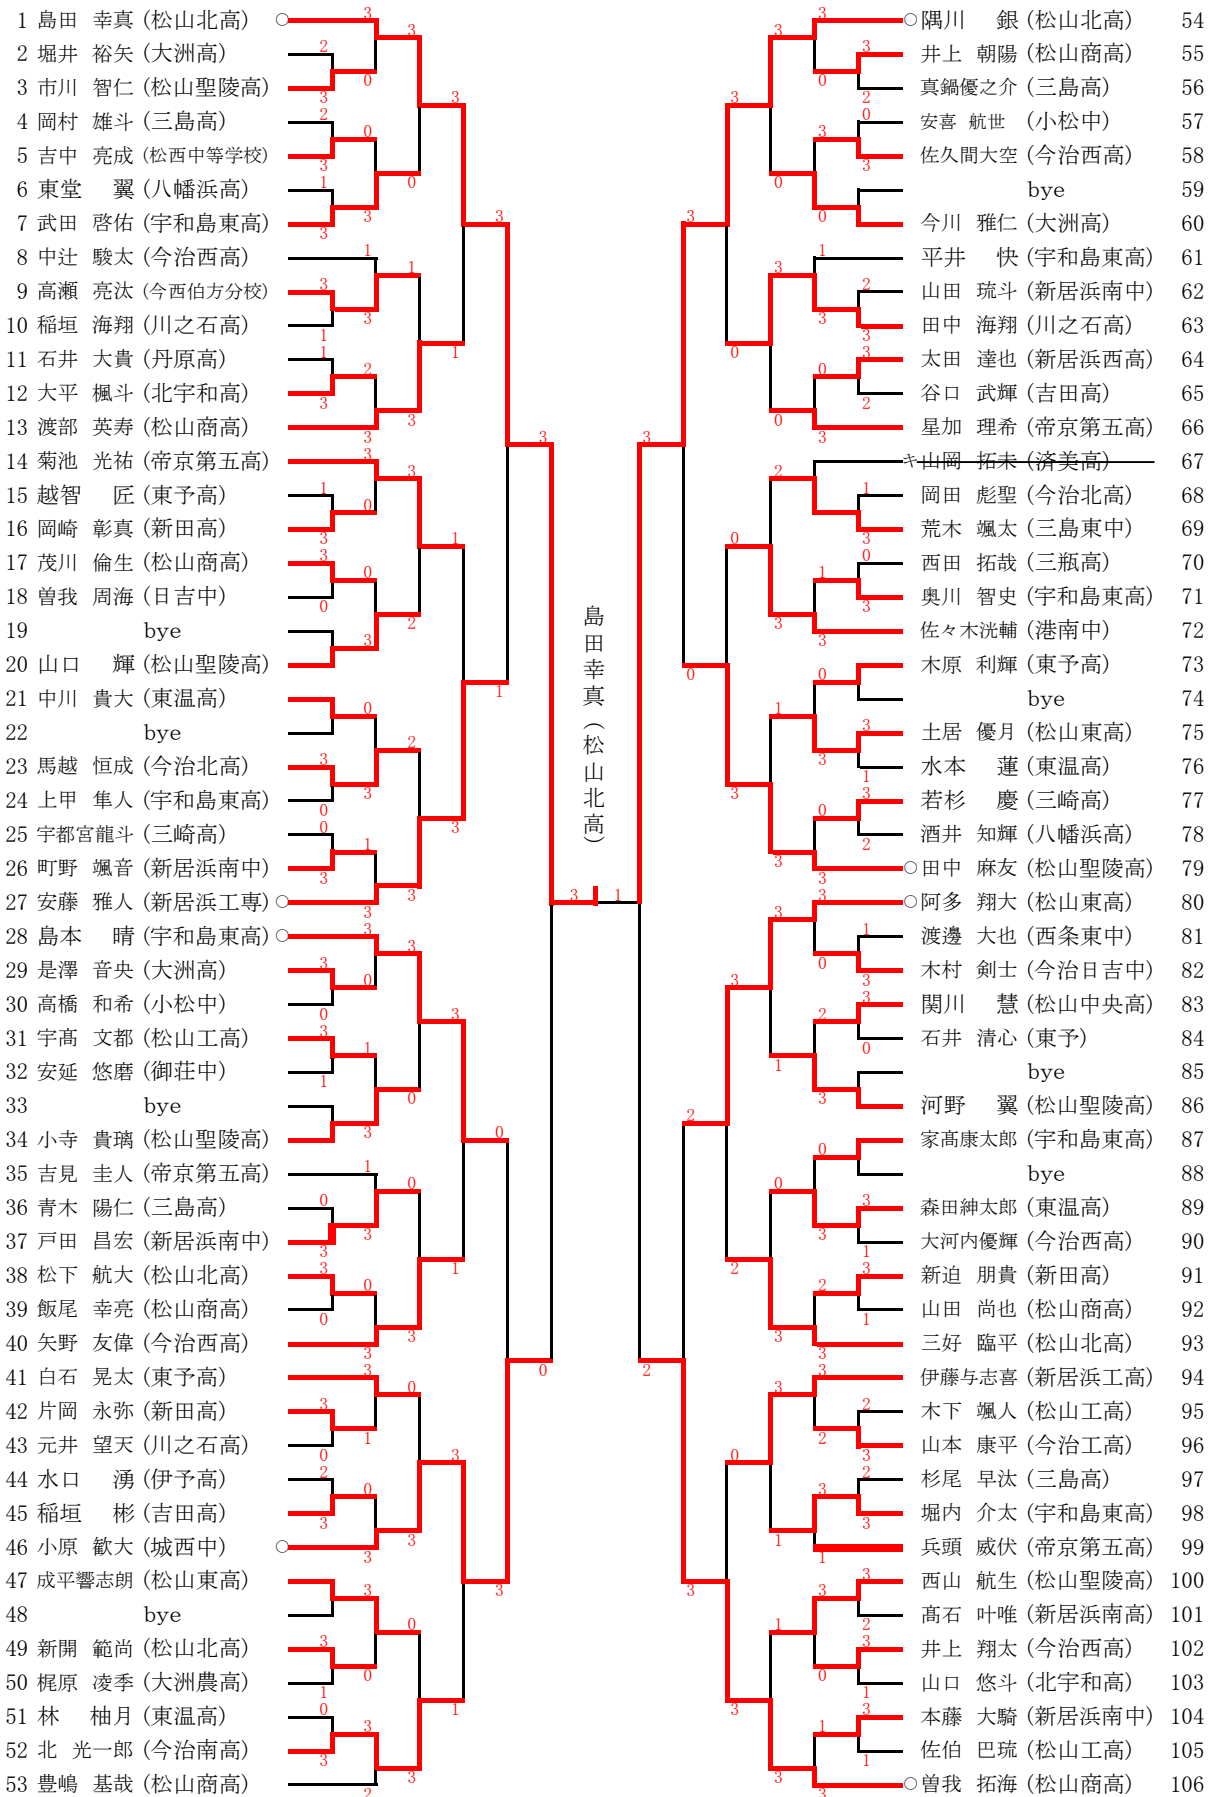 1 島田 幸真 (松山北高) ○
2 堀井 裕矢 (大洲高)
3 市川 智仁 (松山聖陵高)
4 岡村 雄斗 (三島高)
5 吉中 亮成 (松西中等学校)
6 東堂 翼 (八幡浜高)
7 武田 啓佑 (宇和島東高)
8 中辻 駿太 (今治西高)
9 高瀬 亮汰 (今西伯方分校)
10 稲垣 海翔 (川之石高)
11 石井 大貴 (丹原高)
12 大平 楓斗 (北宇和高)
13 渡部 英寿 (松山商高)
14 菊池 光祐 (帝京第五高)
15 越智 匠 (東予高)
16 岡崎 彰真 (新田高)
17 茂川 倫生 (松山商高)
18 曽我 周海 (日吉中)
19 bye
20 山口 輝 (松山聖陵高)
21 中川 貴大 (東温高)
22 bye
23 馬越 恒成 (今治北高)
24 上甲 隼人 (宇和島東高)
25 宇都宮龍斗 (三崎高)
26 町野 颯音 (新居浜南中)
27 安藤 雅人 (新居浜工専) ○
28 島本 晴 (宇和島東高) ○
29 是澤 音央 (大洲高)
30 高橋 和希 (小松中)
31 宇髙 文都 (松山工高)
32 安延 悠磨 (御荘中)
33 bye
34 小寺 貴璃 (松山聖陵高)
35 吉見 圭人 (帝京第五高)
36 青木 陽仁 (三島高)
37 戸田 昌宏 (新居浜南中)
38 松下 航大 (松山北高)
39 飯尾 幸亮 (松山商高)
40 矢野 友偉 (今治西高)
41 白石 晃太 (東予高)
42 片岡 永弥 (新田高)
43 元井 望天 (川之石高)
44 水口 湧 (伊予高)
45 稲垣 彬 (吉田高)
46 小原 歓大 (城西中) ○
47 成平響志朗 (松山東高)
48 bye
49 新開 範尚 (松山北高)
50 梶原 凌季 (大洲農高)
51 林 柚月 (東温高)
52 北 光一郎 (今治南高)
53 豊嶋 基哉 (松山商高)
島田幸真(松山北高)
3 1
○隅川 銀 (松山北高) 54
井上 朝陽 (松山商高) 55
真鍋優之介 (三島高) 56
安喜 航世 (小松中) 57
佐久間大空 (今治西高) 58
bye 59
今川 雅仁 (大洲高) 60
平井 快 (宇和島東高) 61
山田 琉斗 (新居浜南中) 62
田中 海翔 (川之石高) 63
太田 達也 (新居浜西高) 64
谷口 武輝 (吉田高) 65
星加 理希 (帝京第五高) 66
キ山岡 拓未 (済美高) 67
岡田 彪聖 (今治北高) 68
荒木 颯太 (三島東中) 69
西田 拓哉 (三瓶高) 70
奥川 智史 (宇和島東高) 71
佐々木洸輔 (港南中) 72
木原 利輝 (東予高) 73
bye 74
土居 優月 (松山東高) 75
水本 蓮 (東温高) 76
若杉 慶 (三崎高) 77
酒井 知輝 (八幡浜高) 78
○田中 麻友 (松山聖陵高) 79
○阿多 翔大 (松山東高) 80
渡邊 大也 (西条東中) 81
木村 剣士 (今治日吉中) 82
関川 慧 (松山中央高) 83
石井 清心 (東予) 84
bye 85
河野 翼 (松山聖陵高) 86
家髙康太郎 (宇和島東高) 87
bye 88
森田紳太郎 (東温高) 89
大河内優輝 (今治西高) 90
新迫 朋貴 (新田高) 91
山田 尚也 (松山商高) 92
三好 臨平 (松山北高) 93
伊藤与志喜 (新居浜工高) 94
木下 颯人 (松山工高) 95
山本 康平 (今治工高) 96
杉尾 早汰 (三島高) 97
堀内 介太 (宇和島東高) 98
兵頭 威伏 (帝京第五高) 99
西山 航生 (松山聖陵高) 100
髙石 叶唯 (新居浜南高) 101
井上 翔太 (今治西高) 102
山口 悠斗 (北宇和高) 103
本藤 大騎 (新居浜南中) 104
佐伯 巴琉 (松山工高) 105
○曽我 拓海 (松山商高) 106